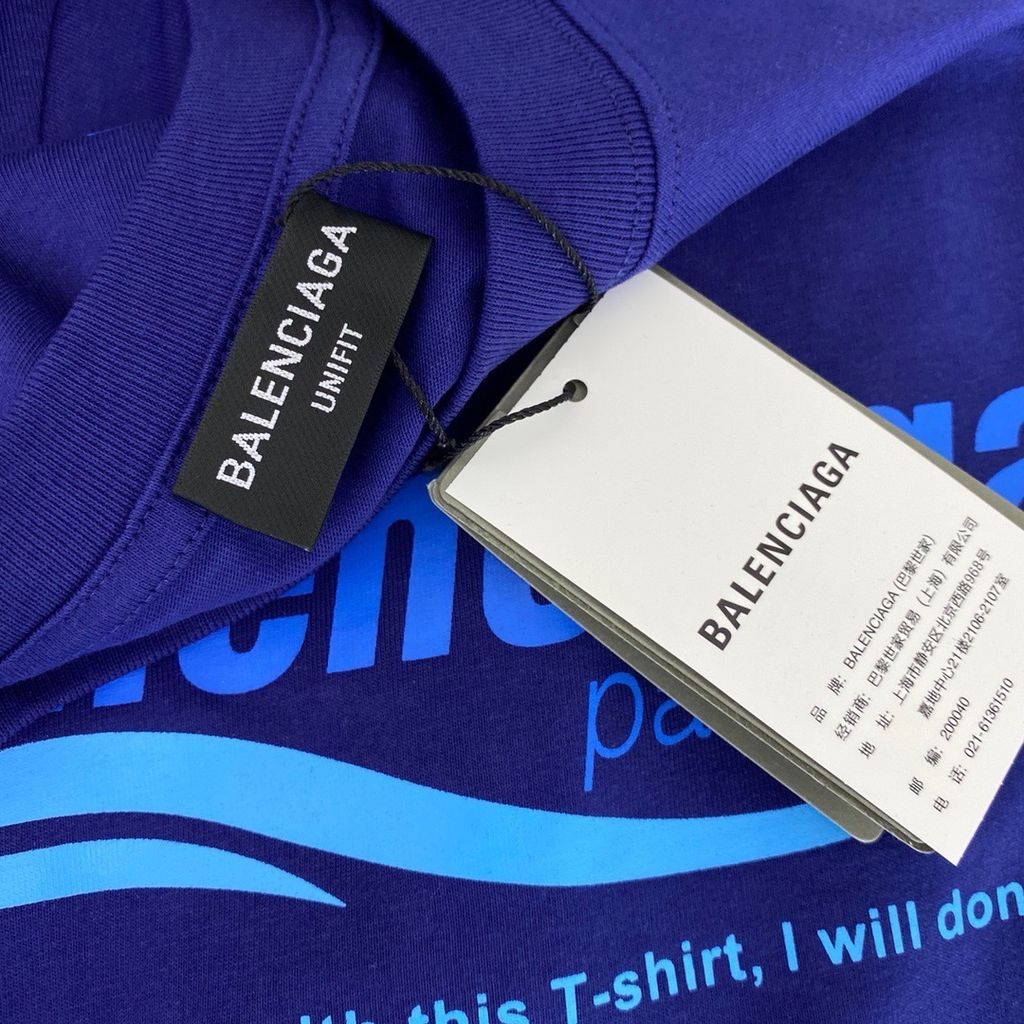 BALENCIAGA
UNIFIT
BALENCIAGA
品 牌: BALENCIAGA (巴黎世家)
经销商: 巴黎世家贸易 (上海) 有限公司
地 址: 上海市静安区北京西路968号
嘉地中心21楼2106-2107室
邮 编: 200040
电 话: 021-61361510
this T-shirt, I will don